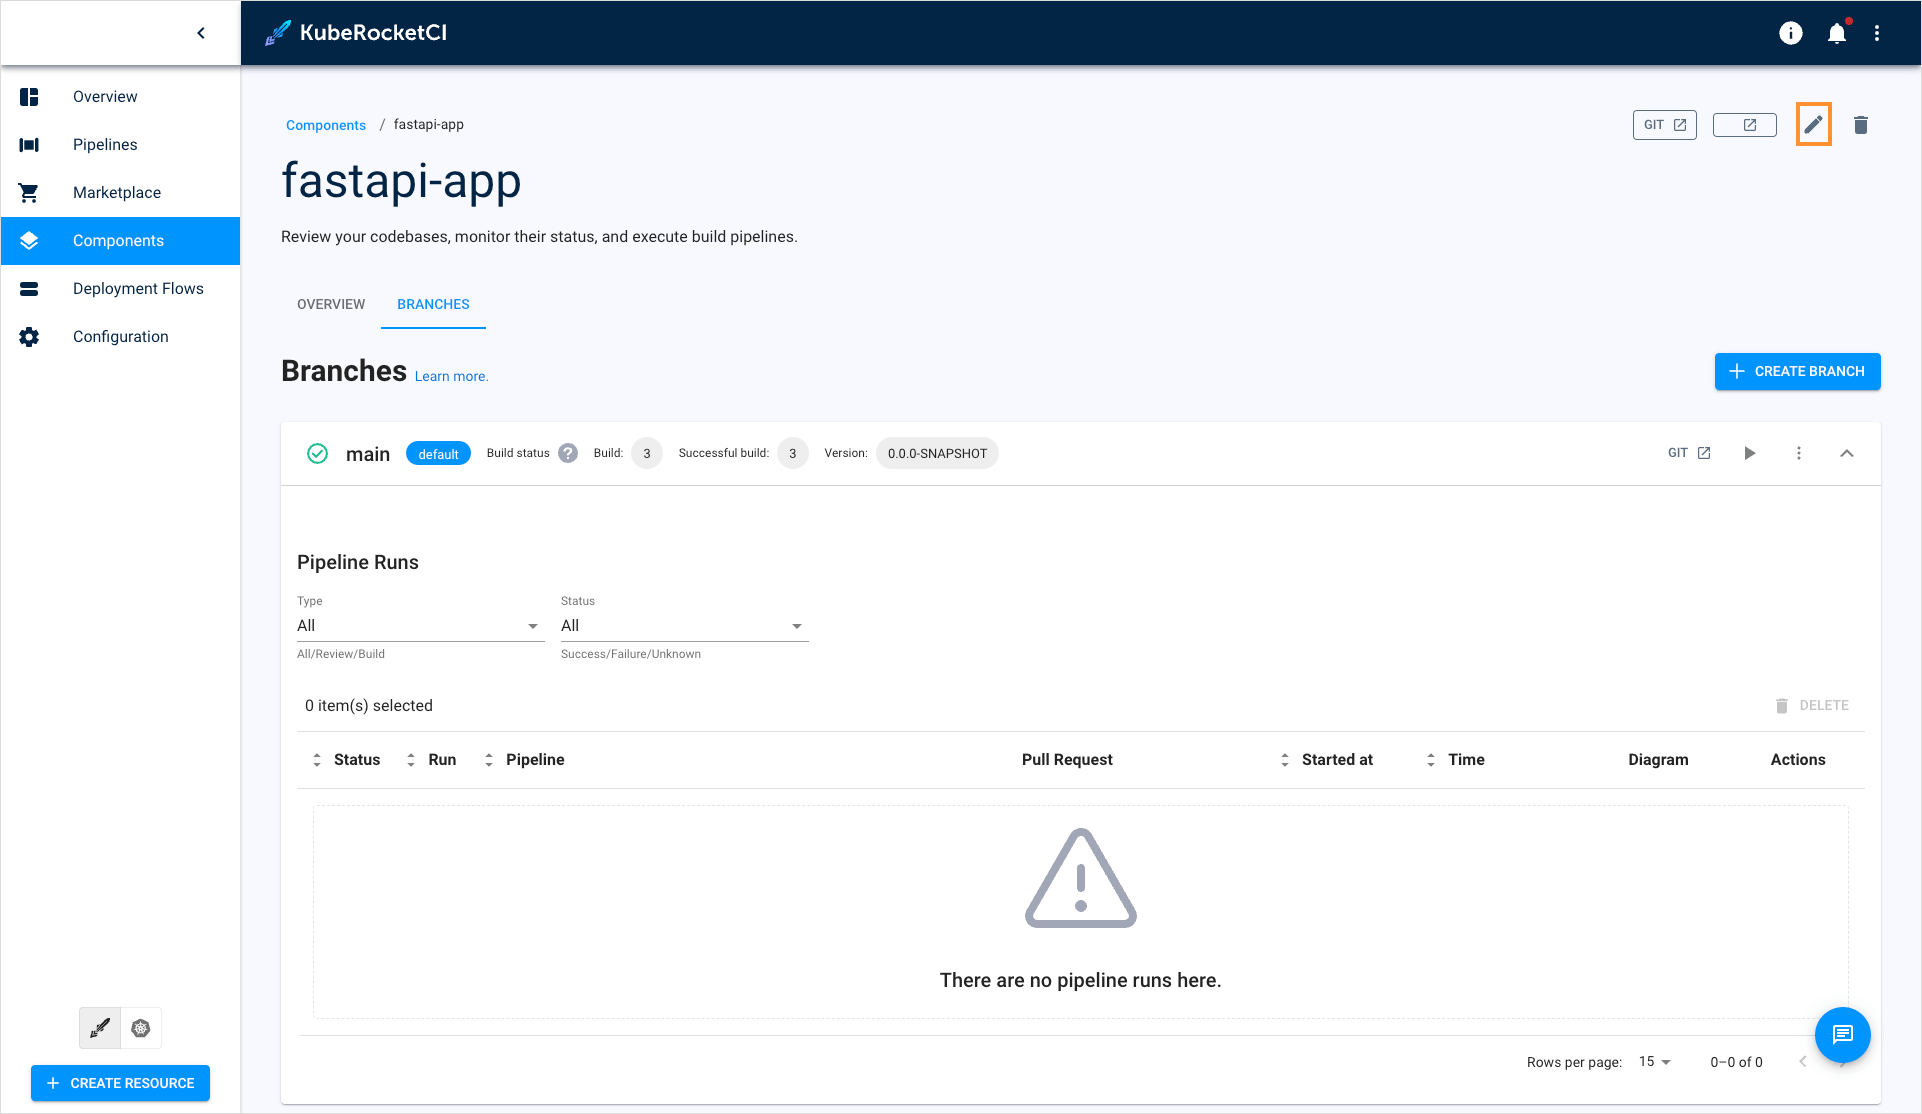 KubeRocketCI
Overview
Pipelines
Marketplace
Components
Deployment Flows
Configuration
CREATE RESOURCE
Components / fastapi-app
GIT
fastapi-app
Review your codebases, monitor their status, and execute build pipelines.
OVERVIEW BRANCHES
Branches Learn more.
CREATE BRANCH
main default Build status ? Build: 3 Successful build: 3 Version: 0.0.0-SNAPSHOT GIT
Pipeline Runs
Type Status
All All
All/Review/Build Success/Failure/Unknown
0 item(s) selected DELETE
Status Run Pipeline Pull Request Started at Time Diagram Actions
There are no pipeline runs here.
Rows per page: 15 0–0 of 0